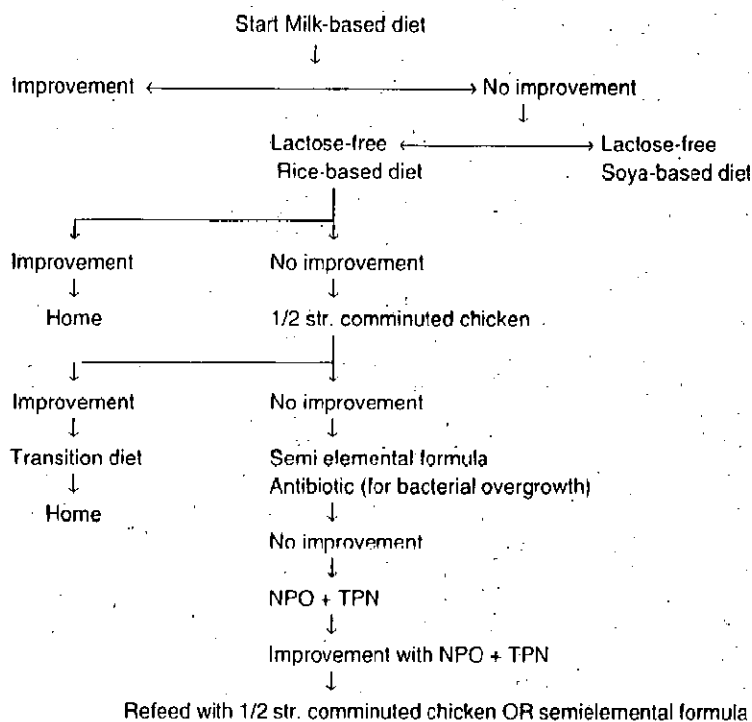 Start Milk-based diet
Improvement
No improvement
Lactose-free
Rice-based diet
Lactose-free
Soya-based diet
Improvement
No improvement
Home
1/2 str. comminuted chicken
Improvement
No improvement
Transition diet
Semi elemental formula
Antibiotic (for bacterial overgrowth)
Home
No improvement
NPO + TPN
Improvement with NPO + TPN
Refeed with 1/2 str. comminuted chicken OR semielemental formula